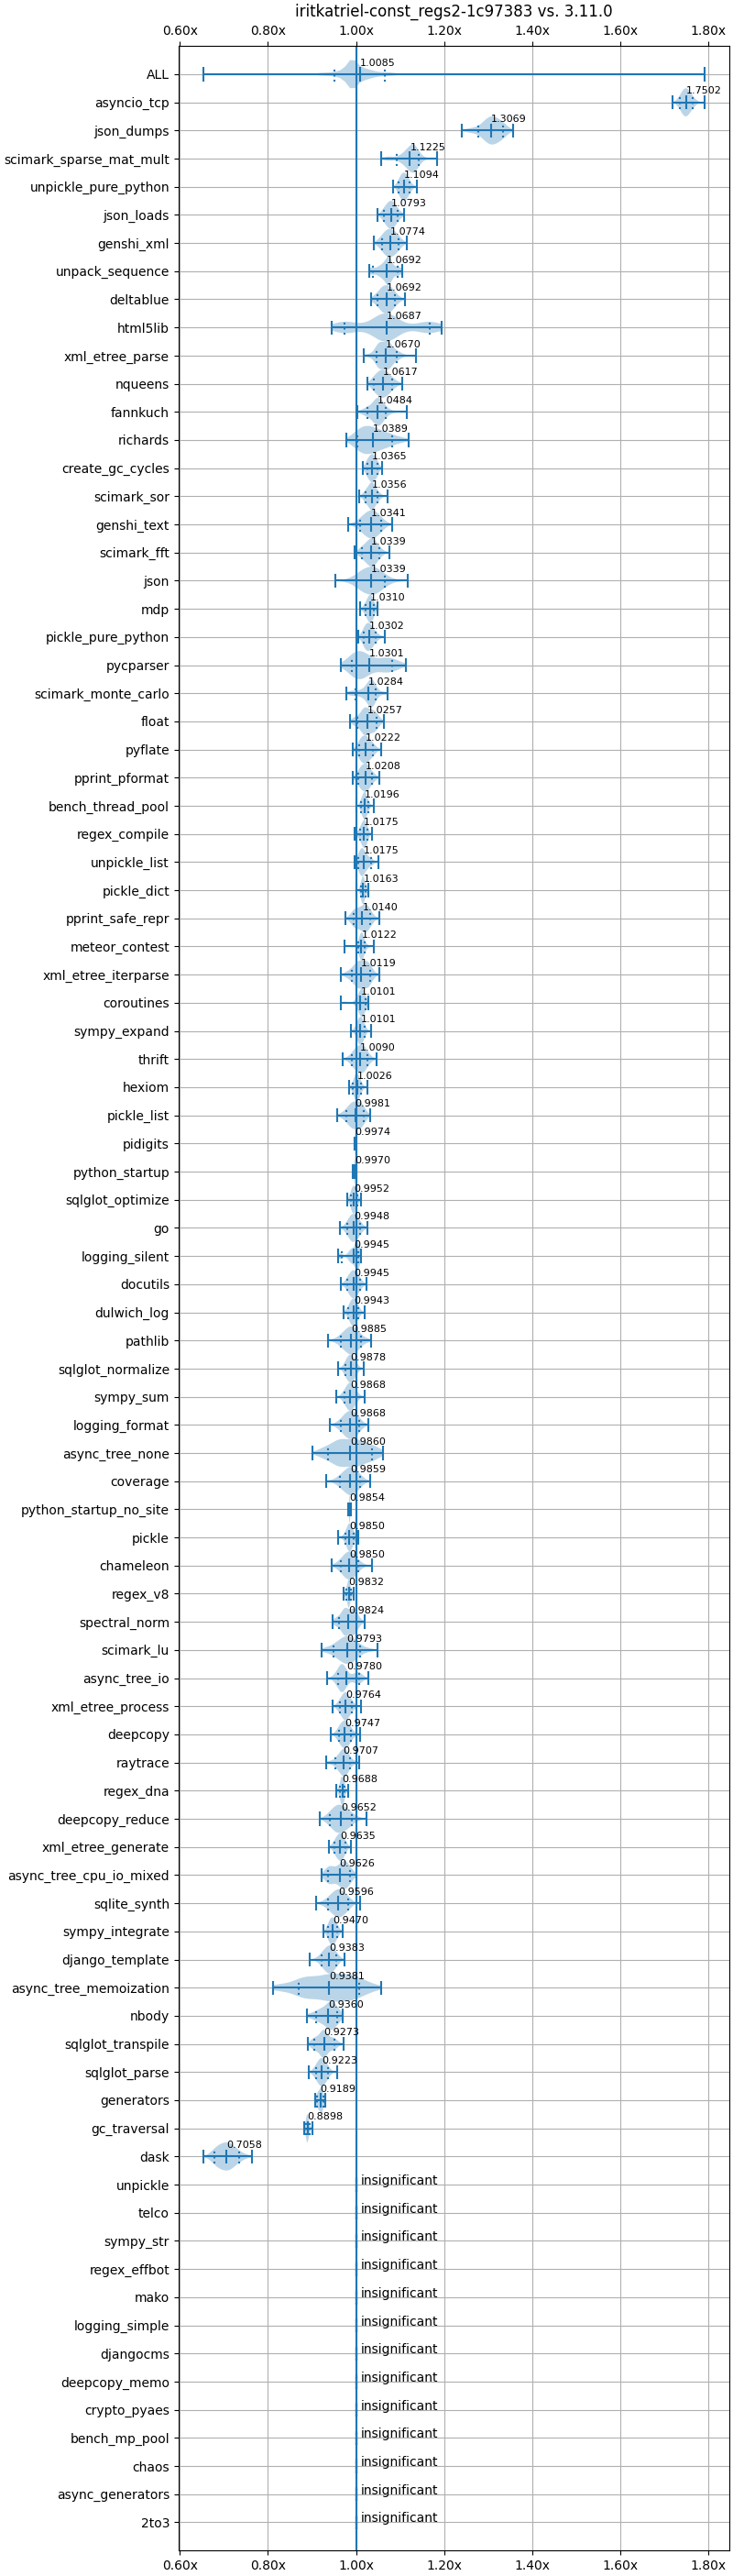 iritkatriel-const_regs2-1c97383 vs. 3.11.0
0.60x 0.80x 1.00x 1.20x 1.40x 1.60x 1.80x
ALL 1.0085
asyncio_tcp 1.7502
json_dumps 1.3069
scimark_sparse_mat_mult 1.1225
unpickle_pure_python 1.1094
json_loads 1.0793
genshi_xml 1.0774
unpack_sequence 1.0692
deltablue 1.0692
html5lib 1.0687
xml_etree_parse 1.0670
nqueens 1.0617
fannkuch 1.0484
richards 1.0389
create_gc_cycles 1.0365
scimark_sor 1.0356
genshi_text 1.0341
scimark_fft 1.0339
json 1.0339
mdp 1.0310
pickle_pure_python 1.0302
pycparser 1.0301
scimark_monte_carlo 1.0284
float 1.0257
pyflate 1.0222
pprint_pformat 1.0208
bench_thread_pool 1.0196
regex_compile 1.0175
unpickle_list 1.0175
pickle_dict 1.0163
pprint_safe_repr 1.0140
meteor_contest 1.0122
xml_etree_iterparse 1.0119
coroutines 1.0101
sympy_expand 1.0101
thrift 1.0090
hexiom 1.0026
pickle_list 0.9981
pidigits 0.9974
python_startup 0.9970
sqlglot_optimize 0.9952
go 0.9948
logging_silent 0.9945
docutils 0.9945
dulwich_log 0.9943
pathlib 0.9885
sqlglot_normalize 0.9878
sympy_sum 0.9868
logging_format 0.9868
async_tree_none 0.9860
coverage 0.9859
python_startup_no_site 0.9854
pickle 0.9850
chameleon 0.9850
regex_v8 0.9832
spectral_norm 0.9824
scimark_lu 0.9793
async_tree_io 0.9780
xml_etree_process 0.9764
deepcopy 0.9747
raytrace 0.9707
regex_dna 0.9688
deepcopy_reduce 0.9652
xml_etree_generate 0.9635
async_tree_cpu_io_mixed 0.9626
sqlite_synth 0.9596
sympy_integrate 0.9470
django_template 0.9383
async_tree_memoization 0.9381
nbody 0.9360
sqlglot_transpile 0.9273
sqlglot_parse 0.9223
generators 0.9189
gc_traversal 0.8898
dask 0.7058
unpickle insignificant
telco insignificant
sympy_str insignificant
regex_effbot insignificant
mako insignificant
logging_simple insignificant
djangocms insignificant
deepcopy_memo insignificant
crypto_pyaes insignificant
bench_mp_pool insignificant
chaos insignificant
async_generators insignificant
2to3 insignificant
0.60x 0.80x 1.00x 1.20x 1.40x 1.60x 1.80x